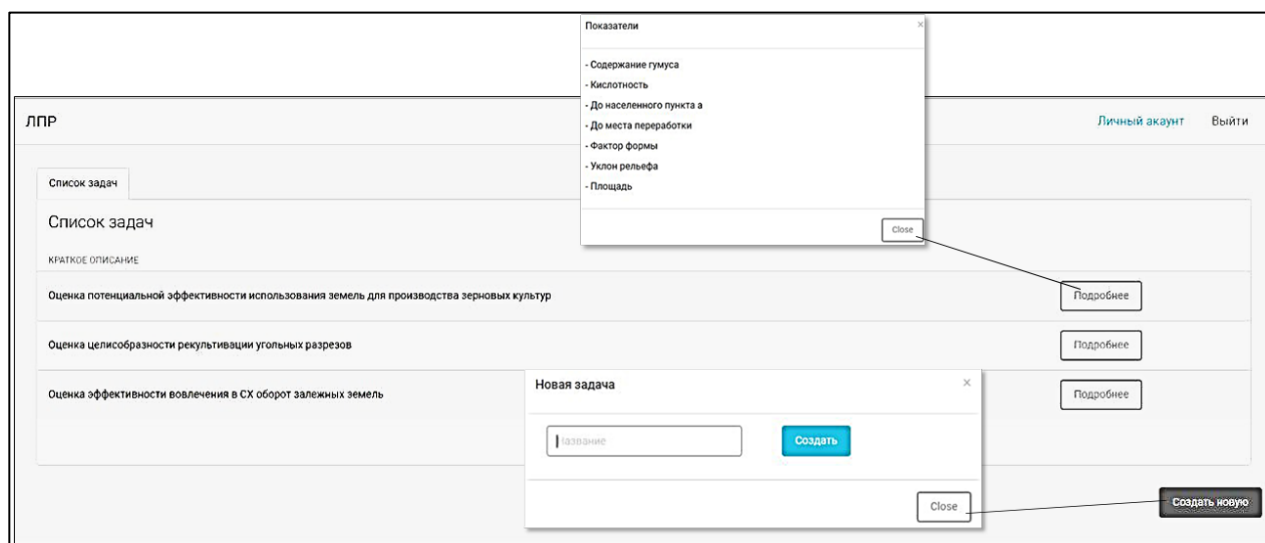 Показатели ×
- Содержание гумуса
- Кислотность
- До населенного пункта а
- До места переработки
- Фактор формы
- Уклон рельефа
- Площадь
Close
ЛПР Личный акаунт Выйти
Список задач
Список задач
КРАТКОЕ ОПИСАНИЕ
Оценка потенциальной эффективности использования земель для производства зерновых культур Подробнее
Оценка целисобразности рекультивации угольных разрезов Подробнее
Оценка эффективности вовлечения в СХ оборот залежных земель Подробнее
Новая задача ×
Название Создать
Close
Создать новую